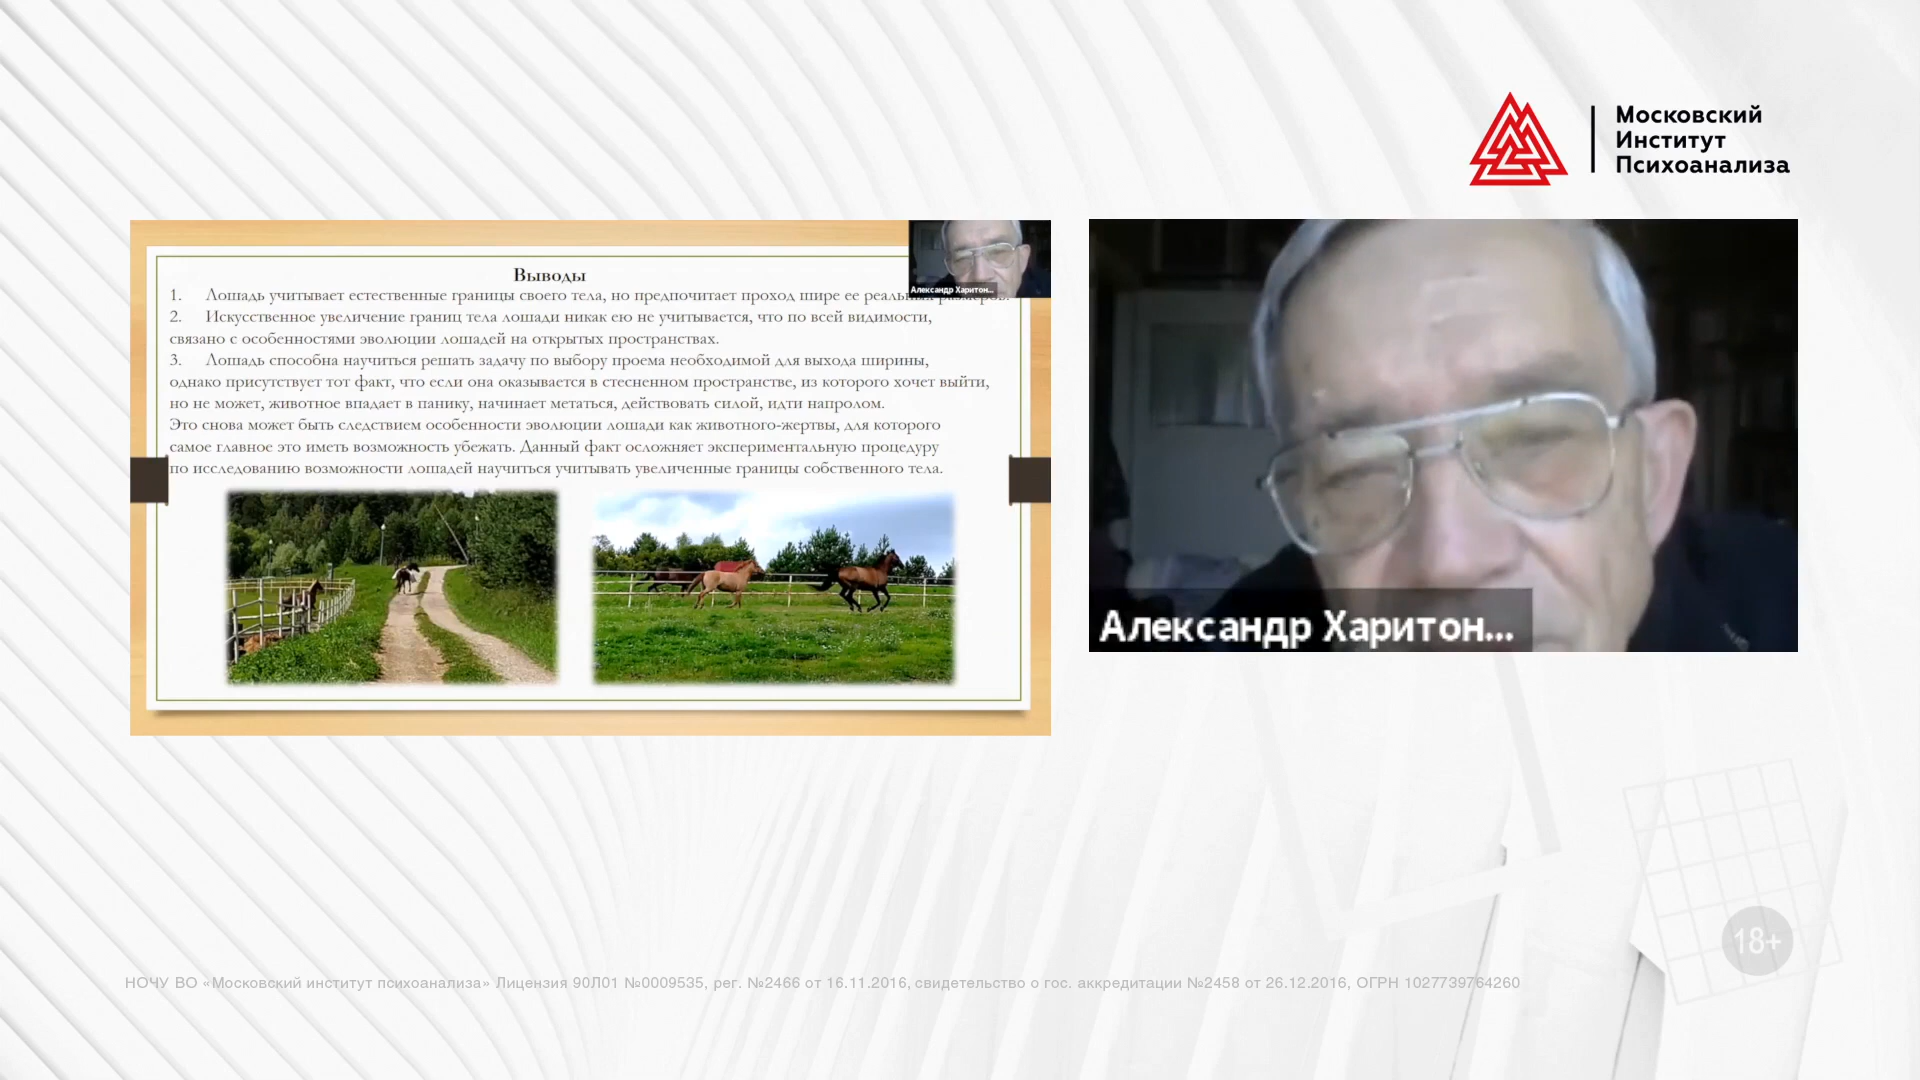 Московский
Институт
Психоанализа
Выводы
1. Лошадь учитывает естественные границы своего тела, но предпочитает проход шире ее реальных размеров.
2. Искусственное увеличение границ тела лошади никак ею не учитывается, что по всей видимости,
связано с особенностями эволюции лошадей на открытых пространствах.
3. Лошадь способна научиться решать задачу по выбору проема необходимой для выхода ширины,
однако присутствует тот факт, что если она оказывается в стесненном пространстве, из которого хочет выйти,
но не может, животное впадает в панику, начинает метаться, действовать силой, идти напролом.
Это снова может быть следствием особенности эволюции лошади как животного-жертвы, для которого
самое главное это иметь возможность убежать. Данный факт осложняет экспериментальную процедуру
по исследованию возможности лошадей научиться учитывать увеличенные границы собственного тела.
Александр Харитон...
Александр Харитон...
18+
НОЧУ ВО «Московский институт психоанализа» Лицензия 90Л01 №0009535, рег. №2466 от 16.11.2016, свидетельство о гос. аккредитации №2458 от 26.12.2016, ОГРН 1027739764260